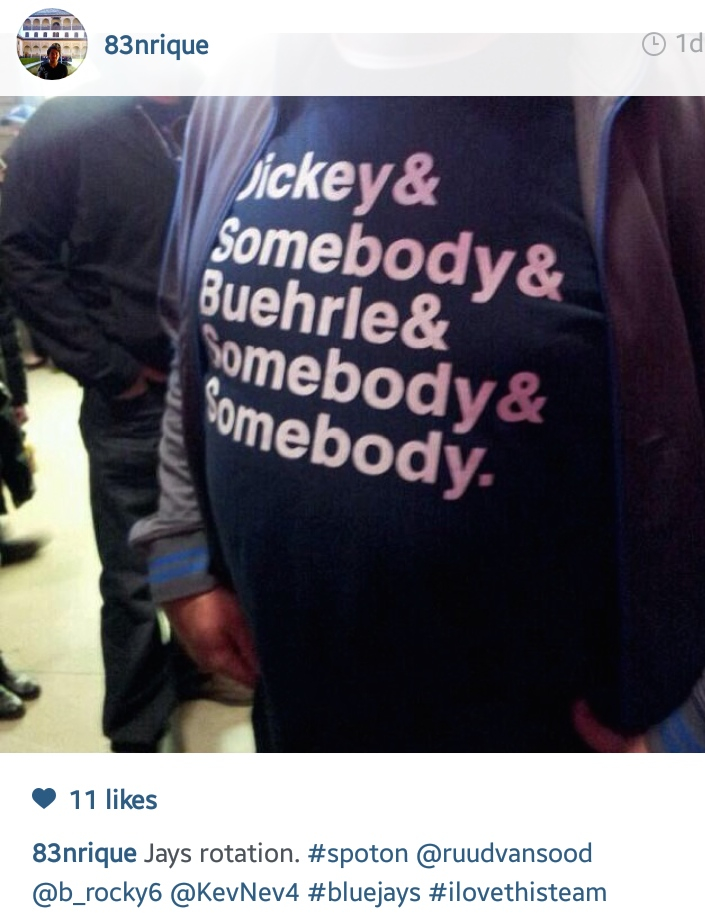 83nrique
1d
Dickey&
Somebody&
Buehrle&
Somebody&
Somebody.
11 likes
83nrique Jays rotation. #spoton @ruudvansood
@b_rocky6 @KevNev4 #bluejays #ilovethisteam